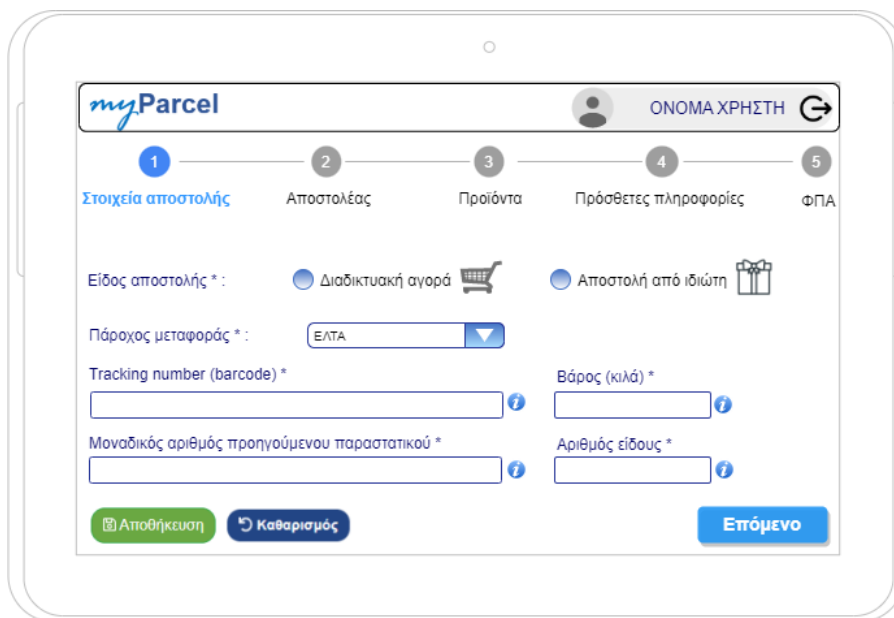 myParcel
ΟΝΟΜΑ ΧΡΗΣΤΗ
1 2 3 4 5
Στοιχεία αποστολής Αποστολέας Προϊόντα Πρόσθετες πληροφορίες ΦΠΑ
Είδος αποστολής * : Διαδικτυακή αγορά Αποστολή από ιδιώτη
Πάροχος μεταφοράς * : ΕΛΤΑ
Tracking number (barcode) * Βάρος (κιλά) *
i i
Μοναδικός αριθμός προηγούμενου παραστατικού * Αριθμός είδους *
i i
Αποθήκευση Καθαρισμός Επόμενο